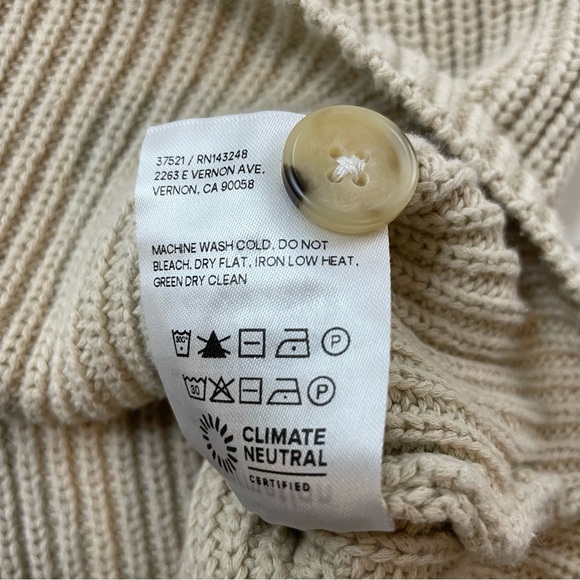 37521 / RN143248
2263 E VERNON AVE,
VERNON, CA 90058
MACHINE WASH COLD, DO NOT
BLEACH, DRY FLAT, IRON LOW HEAT,
GREEN DRY CLEAN
P
30 P
CLIMATE
NEUTRAL
CERTIFIED